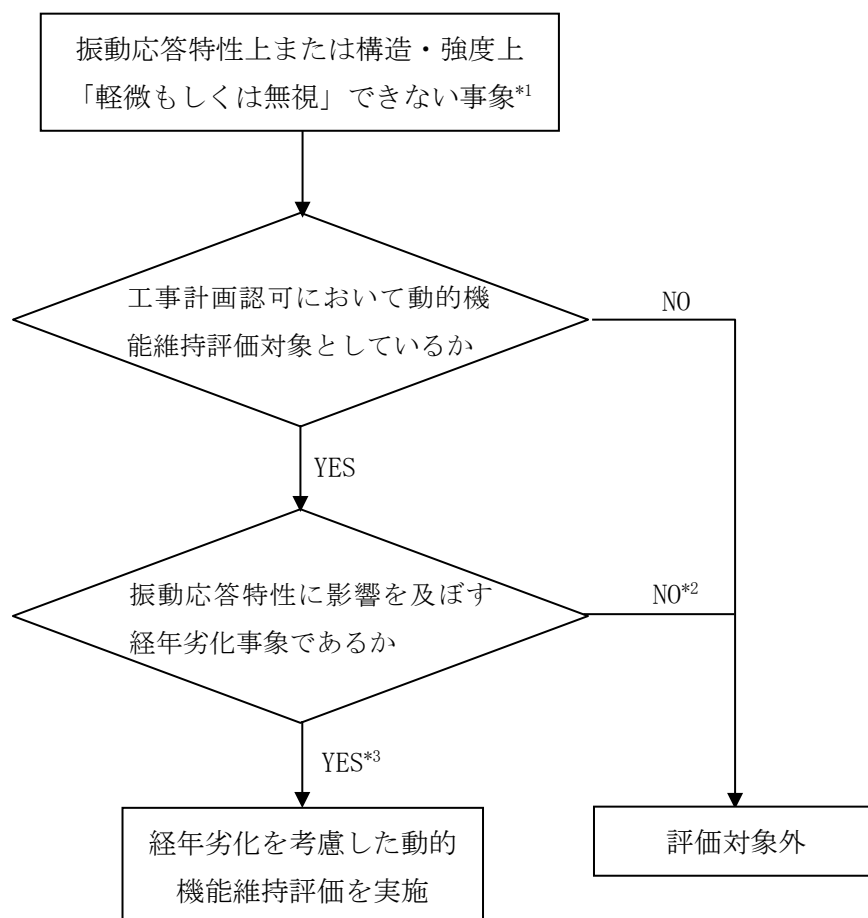 振動応答特性上または構造・強度上
「軽微もしくは無視」できない事象*1
工事計画認可において動的機
能維持評価対象としているか
NO
YES
振動応答特性に影響を及ぼす
経年劣化事象であるか
NO*2
YES*3
経年劣化を考慮した動的
機能維持評価を実施
評価対象外